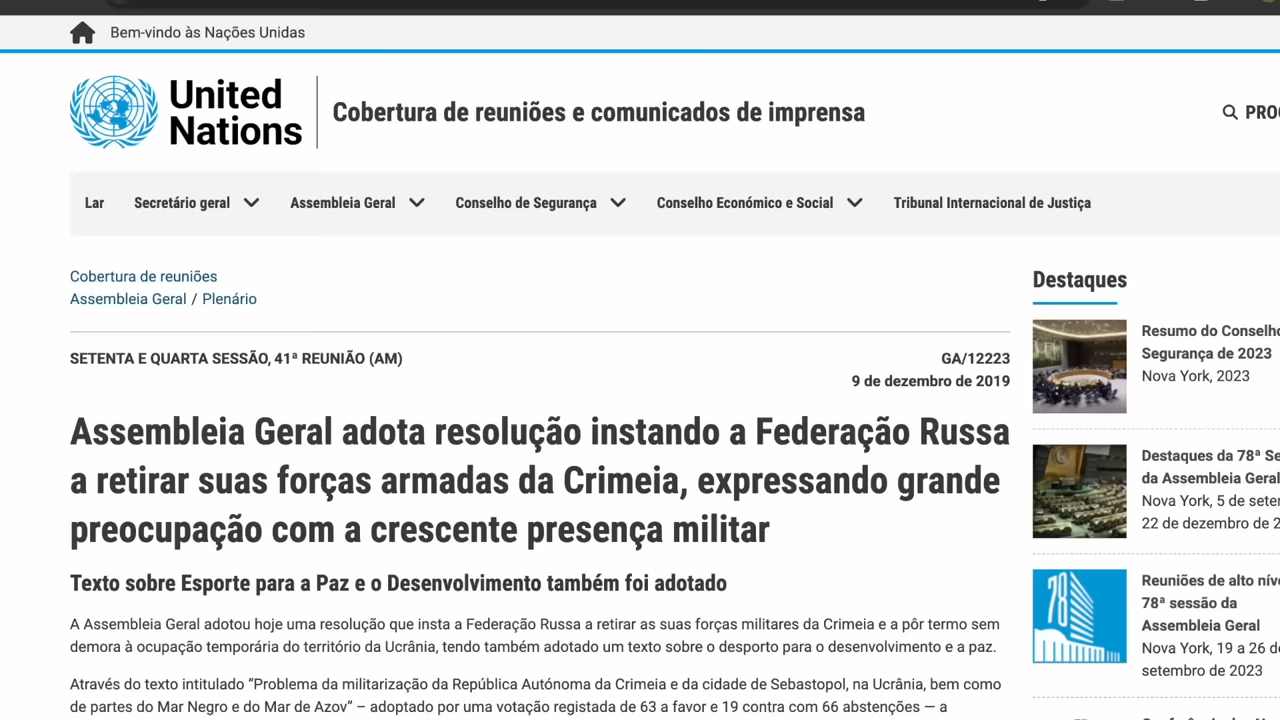 Bem-vindo às Nações Unidas
United
Nations
Cobertura de reuniões e comunicados de imprensa
Lar
Secretário geral
Assembleia Geral
Conselho de Segurança
Conselho Económico e Social
Tribunal Internacional de Justiça
Cobertura de reuniões
Assembleia Geral / Plenário
SETENTA E QUARTA SESSÃO, 41ª REUNIÃO (AM)
GA/12223
9 de dezembro de 2019
Assembleia Geral adota resolução instando a Federação Russa
a retirar suas forças armadas da Crimeia, expressando grande
preocupação com a crescente presença militar
Texto sobre Esporte para a Paz e o Desenvolvimento também foi adotado
A Assembleia Geral adotou hoje uma resolução que insta a Federação Russa a retirar as suas forças militares da Crimeia e a pôr termo sem
demora à ocupação temporária do território da Ucrânia, tendo também adotado um texto sobre o desporto para o desenvolvimento e a paz.
Através do texto intitulado “Problema da militarização da República Autónoma da Crimeia e da cidade de Sebastopol, na Ucrânia, bem como
de partes do Mar Negro e do Mar de Azov” – adoptado por uma votação registada de 63 a favor e 19 contra com 66 abstenções — a
Destaques
Resumo do Conselho
Segurança de 2023
Nova York, 2023
Destaques da 78ª
da Assembleia Geral
Nova York, 5 de
22 de dezembro de
78
Reuniões de alto
78ª sessão da
Assembleia Geral
Nova York, 19 a 26
setembro de 2023